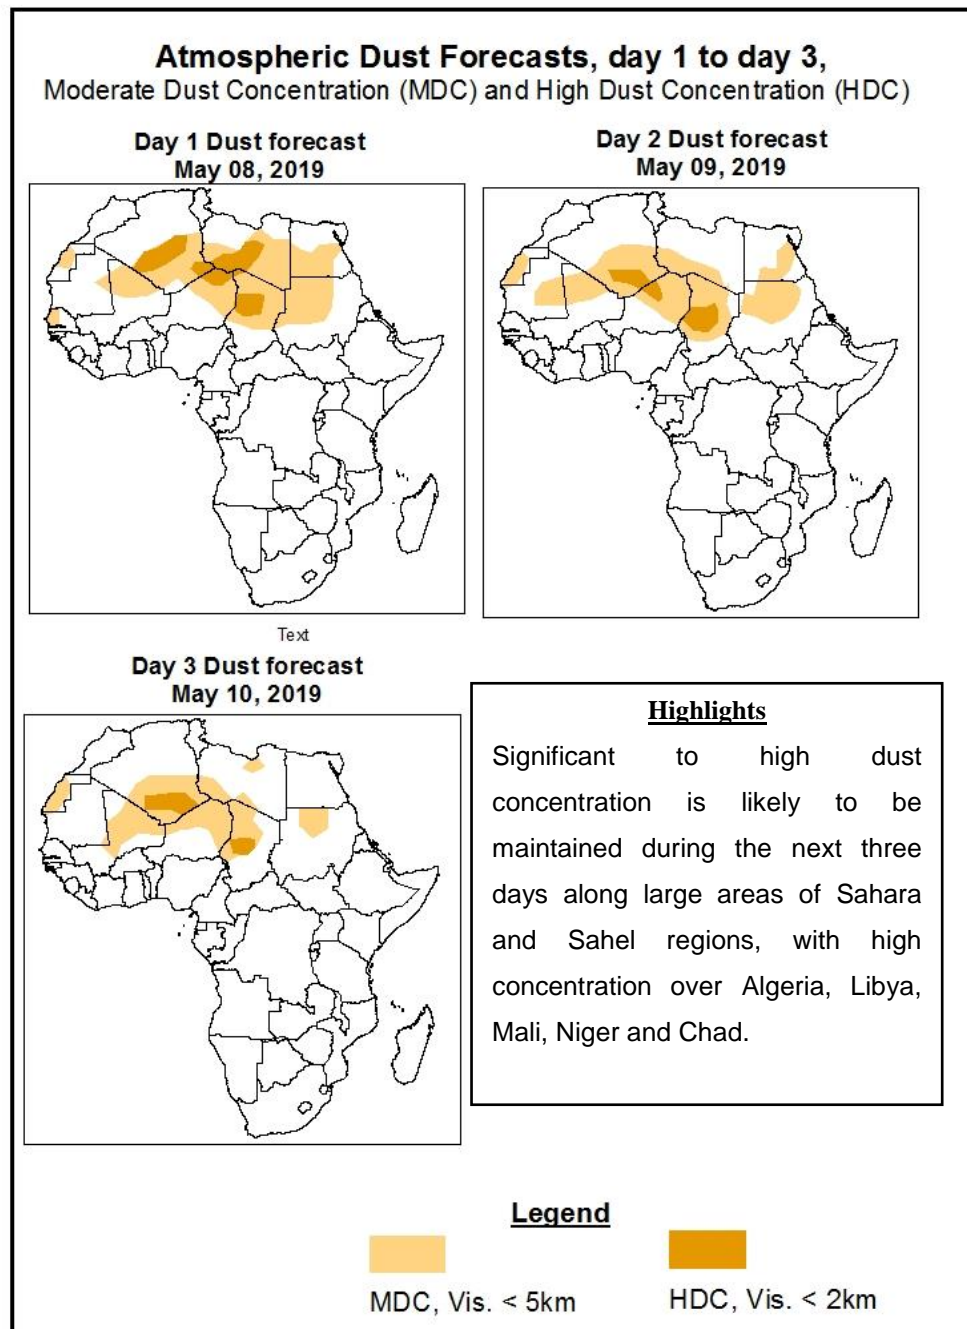 Atmospheric Dust Forecasts, day 1 to day 3,
Moderate Dust Concentration (MDC) and High Dust Concentration (HDC)
Day 1 Dust forecast
May 08, 2019
Day 2 Dust forecast
May 09, 2019
Text
Day 3 Dust forecast
May 10, 2019
Highlights
Significant to high dust
concentration is likely to be
maintained during the next three
days along large areas of Sahara
and Sahel regions, with high
concentration over Algeria, Libya,
Mali, Niger and Chad.
Legend
MDC, Vis. < 5km
HDC, Vis. < 2km